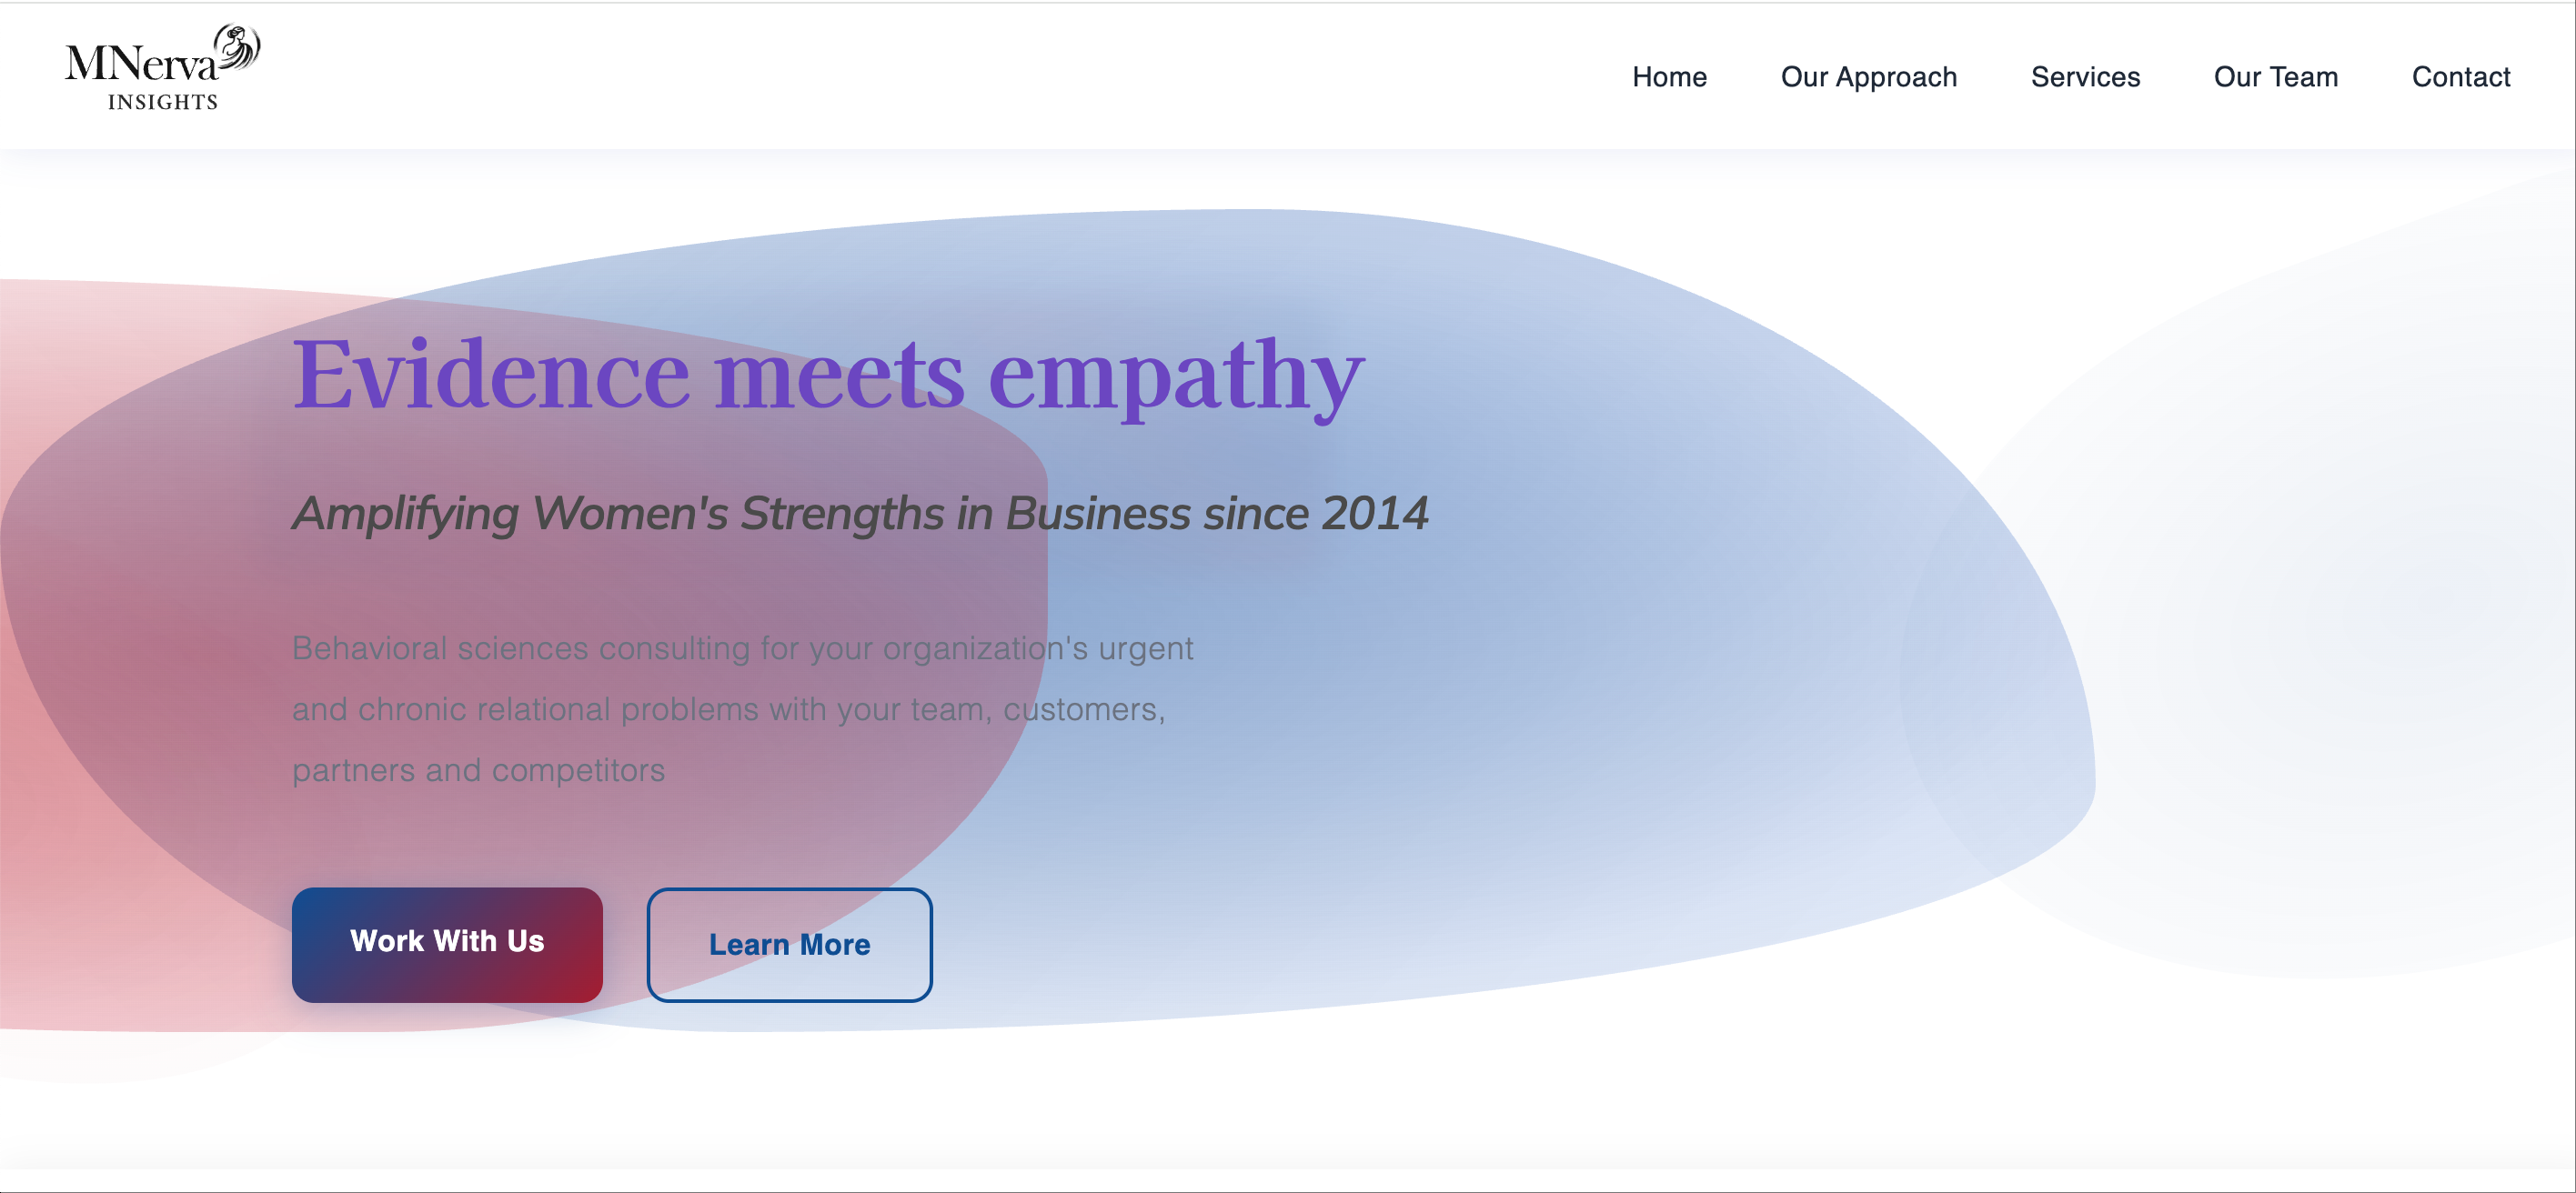 MNerva
INSIGHTS
Home
Our Approach
Services
Our Team
Contact
Evidence meets empathy
Amplifying Women's Strengths in Business since 2014
Behavioral sciences consulting for your organization's urgent
and chronic relational problems with your team, customers,
partners and competitors
Work With Us
Learn More